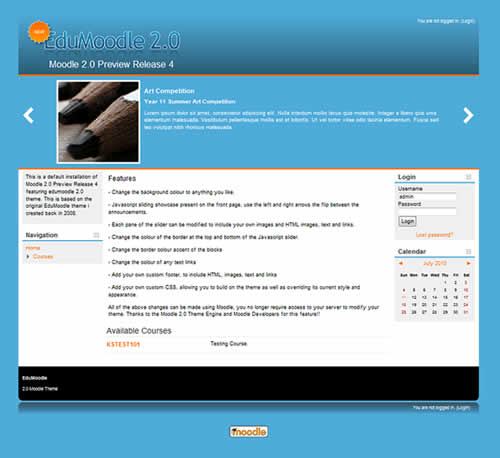 You are not logged in. (Login)
NEW
EduMoodle 2.0
Moodle 2.0 Preview Release 4
Art Competition
Year 11 Summer Art Competition
Lorem ipsum dolor sit amet, consectetur adipiscing elit. Nulla interdum mollis lacus quis molestie. Integer a libero quis urna
elementum malesuada. Vestibulum pellentesque mollis est at lobortis. Ut vel tortor vitae odio lacinia elementum. Fusce sed
leo volutpat nibh rhoncus malesuada.
This is a default installation of
Moodle 2.0 Preview Release 4
featuring edumoodle 2.0
theme. This is based on the
original EduMoodle theme I
created back in 2008.
Navigation
Home
Courses
Features
- Change the background colour to anything you like.
- Javascript sliding showcase present on the front page, use the left and right arrows the flip between the
announcements.
- Each pane of the slider can be modified to include your own images and HTML images, text and links.
- Change the colour of the border at the top and bottom of the Javascript slider.
- Change the border colour accent of the blocks
- Change the colour of any text links
- Add your own custom footer, to include HTML, images, text and links
- Add your own custom CSS, allowing you to build on the theme as well as overriding its current style and
appearance.
All of the above changes can be made using Moodle, you no longer require access to your server to modify your
theme. Thanks to the Moodle 2.0 Theme Engine and Moodle Developers for this feature!!
Available Courses
KSTEST101
Testing Course.
Login
Username
admin
Password
Login
Lost password?
Calendar
◄ July 2010 ►
Sun Mon Tue Wed Thu Fri Sat
1 2 3
4 5 6 7 8 9 10
11 12 13 14 15 16 17
18 19 20 21 22 23 24
25 26 27 28 29 30 31
EduMoodle
2.0 Moodle Theme
You are not logged in. (Login)
moodle